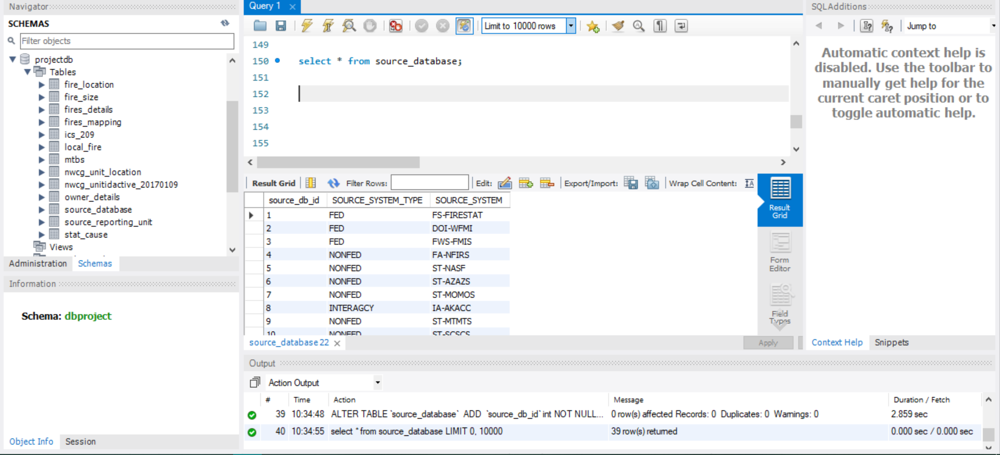 Navigator
SCHEMAS
Filter objects
projectdb
Tables
fire_location
fire_size
fires_details
fires_mapping
ics_209
local_fire
mtbs
nwcg_unit_location
nwcg_unitidactive_20170109
owner_details
source_database
source_reporting_unit
stat_cause
Views
Administration Schemas
Information
Schema: dbproject
Object Info Session
Query 1
Limit to 10000 rows
149
150 select * from source_database;
151
152
153
154
155
Result Grid Filter Rows: Edit: Export/Import: Wrap Cell Content:
source_db_id SOURCE_SYSTEM_TYPE SOURCE_SYSTEM
1 FED FS-FIRESTAT
2 FED DOI-WFMI
3 FED FWS-FMIS
4 NONFED FA-NFIRS
5 NONFED ST-NASF
6 NONFED ST-AZAZS
7 NONFED ST-MOMOS
8 INTERAGCY IA-AKACC
9 NONFED ST-MTMTS
10 NONFED ST-SCSCS
Result
Grid
Form
Editor
Field
Types
source_database 22
Apply
Output
Action Output
# Time Action Message Duration / Fetch
39 10:34:48 ALTER TABLE `source_database` ADD `source_db_id` int NOT NULL... 0 row(s) affected Records: 0 Duplicates: 0 Warnings: 0 2.859 sec
40 10:34:55 select * from source_database LIMIT 0, 10000 39 row(s) returned 0.000 sec / 0.000 sec
SQLAdditions
Jump to
Automatic context help is
disabled. Use the toolbar to
manually get help for the
current caret position or to
toggle automatic help.
Context Help Snippets